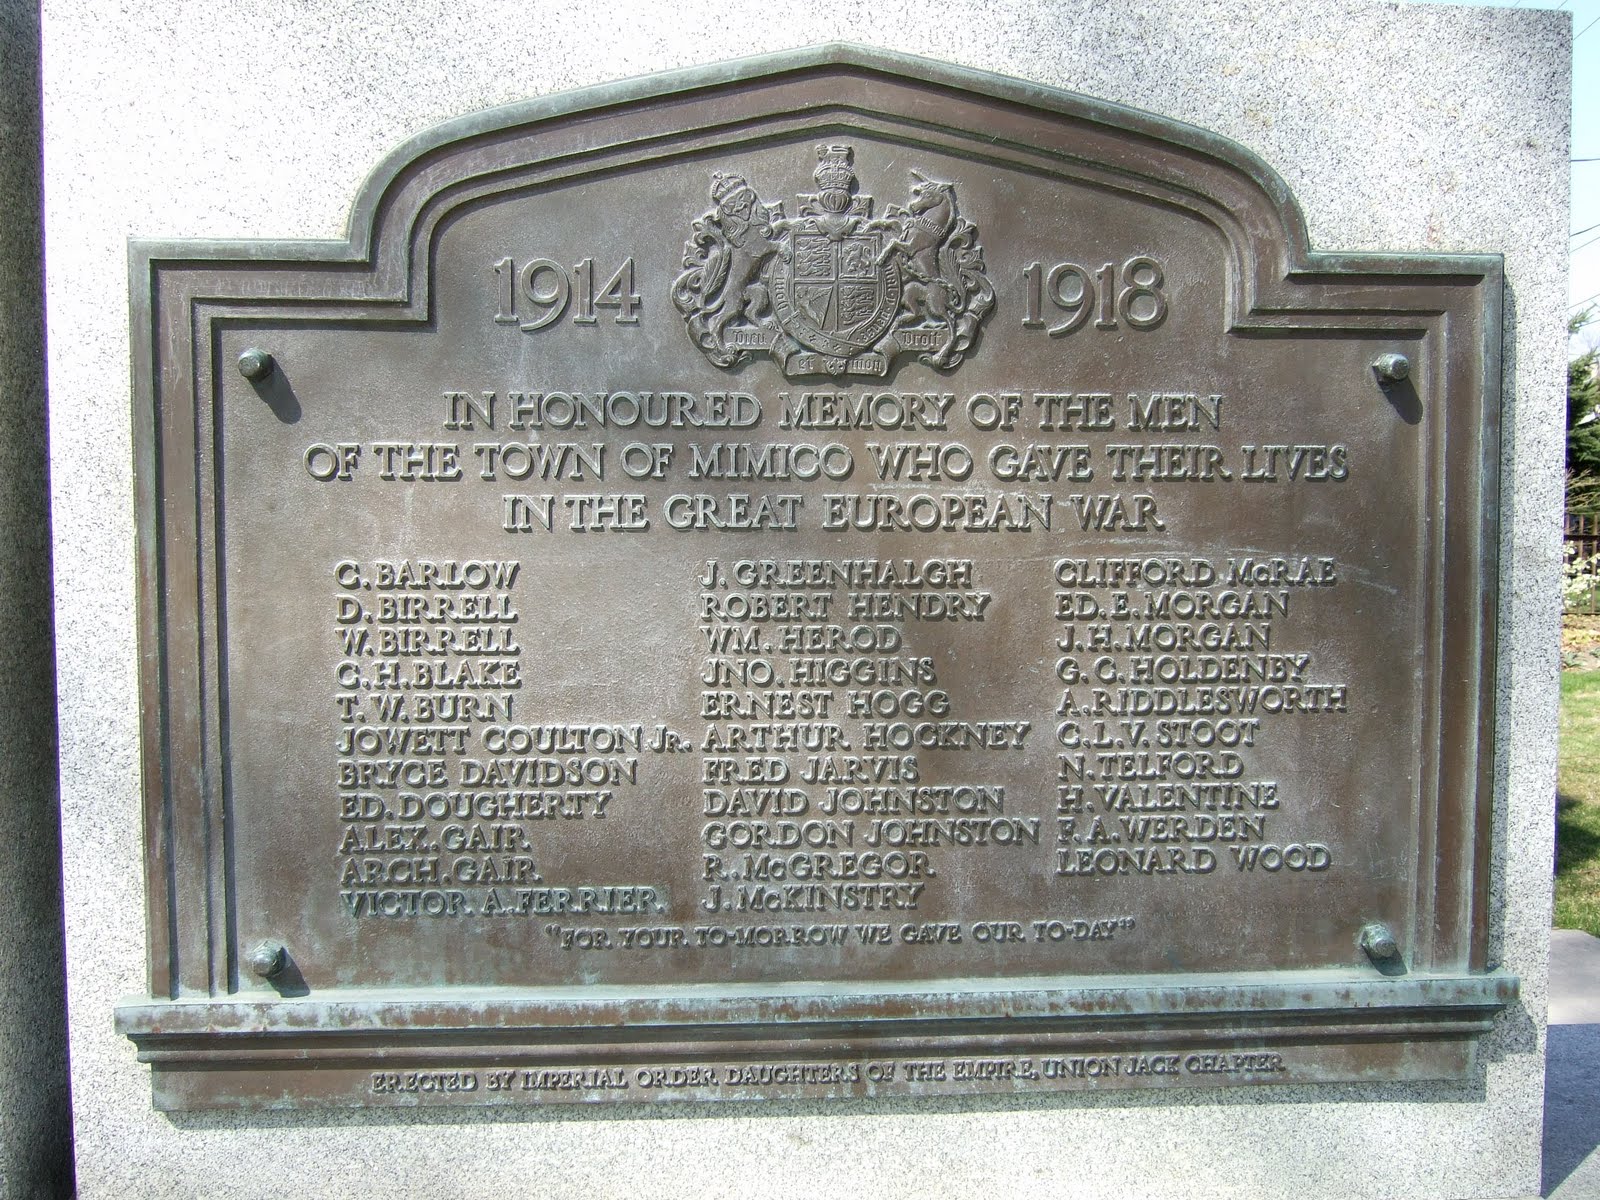 1914 1918
DIEU ET MON DROIT
IN HONOURED MEMORY OF THE MEN
OF THE TOWN OF MIMICO WHO GAVE THEIR LIVES
IN THE GREAT EUROPEAN WAR
C. BARLOW
D. BIRRELL
W. BIRRELL
C. H. BLAKE
T. W. BURN
JOWETT COULTON JR.
BRYCE DAVIDSON
ED. DOUGHERTY
ALEX. GAIR
ARCH. GAIR
VICTOR A. FERRIER
J. GREENHALGH
ROBERT HENDRY
WM. HEROD
JNO. HIGGINS
ERNEST HOGG
ARTHUR HOCKNEY
FRED JARVIS
DAVID JOHNSTON
GORDON JOHNSTON
R. McGREGOR
J. McKINSTRY
CLIFFORD McRAE
ED. E. MORGAN
J. H. MORGAN
G. C. HOLDENBY
A. RIDDLESWORTH
C. L. V. STOOT
N. TELFORD
H. VALENTINE
F. A. WERDEN
LEONARD WOOD
"FOR YOUR TO-MORROW WE GAVE OUR TO-DAY"
ERECTED BY IMPERIAL ORDER DAUGHTERS OF THE EMPIRE, UNION JACK CHAPTER